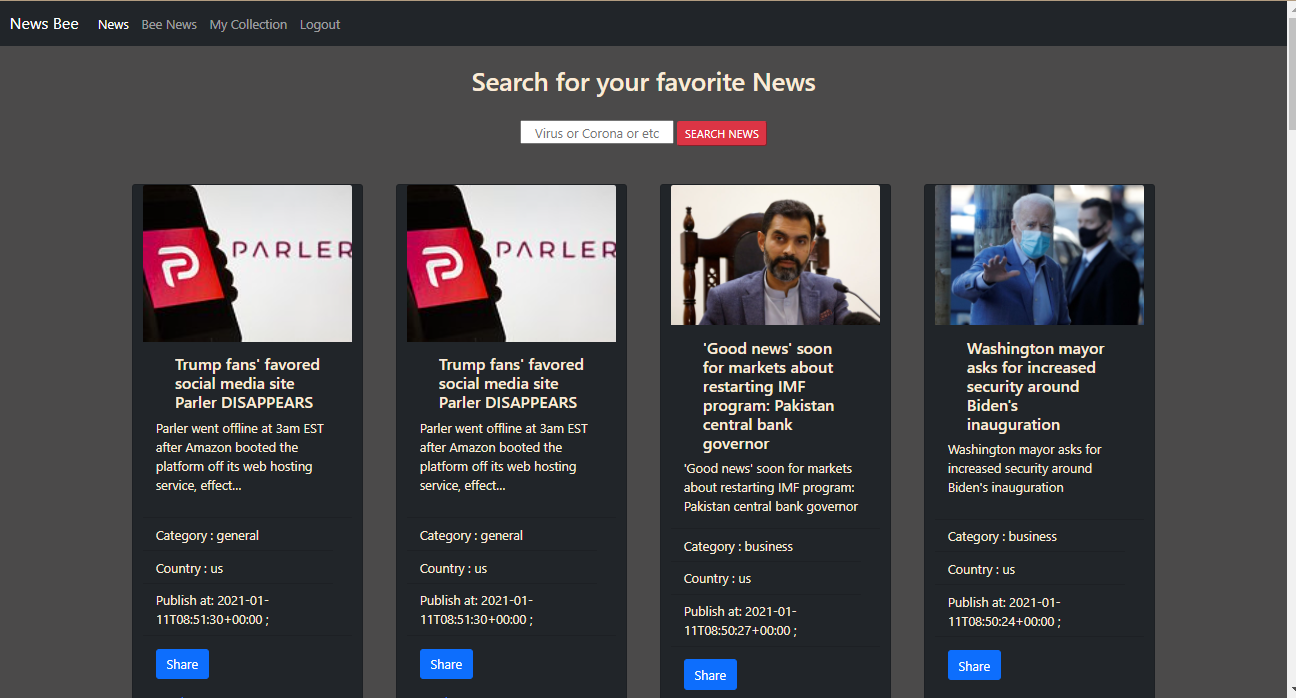 News Bee News Bee News My Collection Logout
Search for your favorite News
Virus or Corona or etc SEARCH NEWS
PARLER
Trump fans' favored
social media site
Parler DISAPPEARS
Parler went offline at 3am EST
after Amazon booted the
platform off its web hosting
service, effect...
Category : general
Country : us
Publish at: 2021-01-
11T08:51:30+00:00 ;
Share
PARLER
Trump fans' favored
social media site
Parler DISAPPEARS
Parler went offline at 3am EST
after Amazon booted the
platform off its web hosting
service, effect...
Category : general
Country : us
Publish at: 2021-01-
11T08:51:30+00:00 ;
Share
'Good news' soon
for markets about
restarting IMF
program: Pakistan
central bank
governor
'Good news' soon for markets
about restarting IMF program:
Pakistan central bank governor
Category : business
Country : us
Publish at: 2021-01-
11T08:50:27+00:00 ;
Share
Washington mayor
asks for increased
security around
Biden's
inauguration
Washington mayor asks for
increased security around
Biden's inauguration
Category : business
Country : us
Publish at: 2021-01-
11T08:50:24+00:00 ;
Share